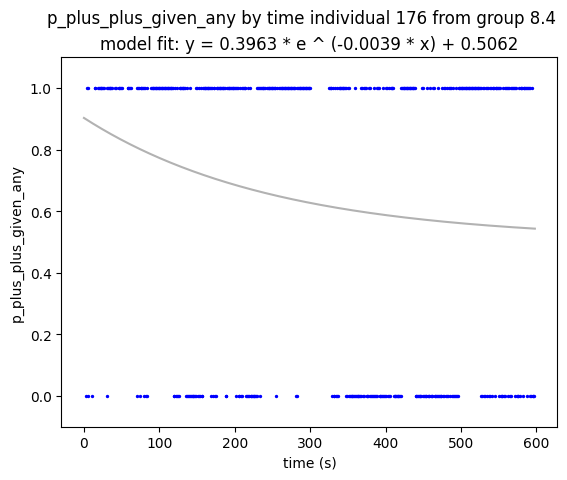 p_plus_plus_given_any by time individual 176 from group 8.4
model fit: y = 0.3963 * e ^ (-0.0039 * x) + 0.5062
p_plus_plus_given_any
1.0
0.8
0.6
0.4
0.2
0.0
0 100 200 300 400 500 600
time (s)